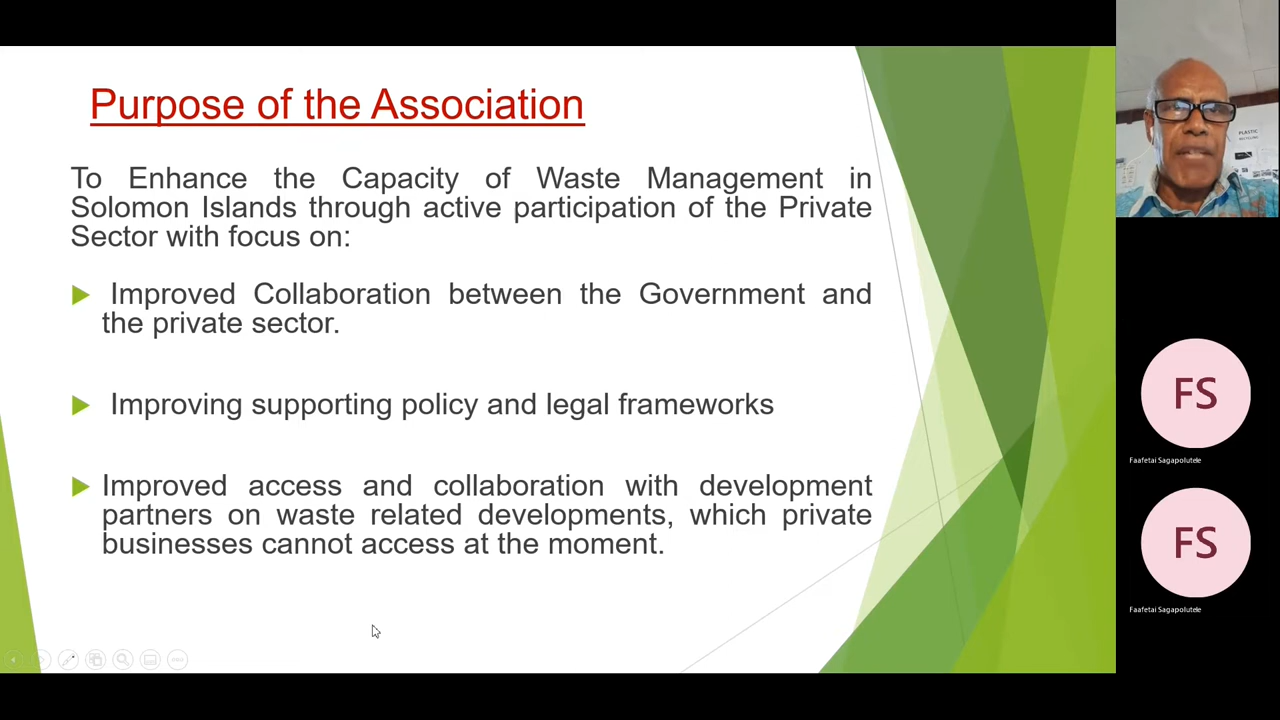 Purpose of the Association
To Enhance the Capacity of Waste Management in
Solomon Islands through active participation of the Private
Sector with focus on:
Improved Collaboration between the Government and
the private sector.
Improving supporting policy and legal frameworks
Improved access and collaboration with development
partners on waste related developments, which private
businesses cannot access at the moment.
PLASTIC
RECYCLING
FS
Faafetai Sagapolutele
FS
Faafetai Sagapolutele